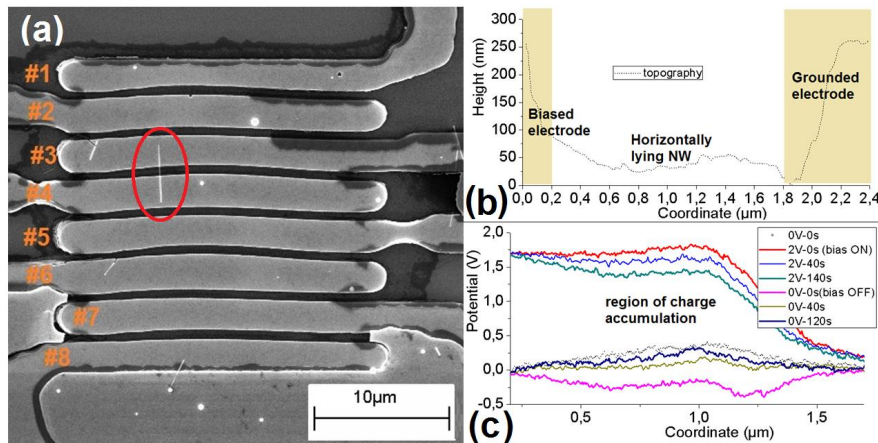 (a)
#1
#2
#3
#4
#5
#6
#7
#8
10µm
(b)
Height (nm)
300
250
200
150
100
50
0
topography
Biased
electrode
Horizontally
lying NW
Grounded
electrode
0,0 0,2 0,4 0,6 0,8 1,0 1,2 1,4 1,6 1,8 2,0 2,2 2,4
Coordinate (µm)
(c)
Potential (V)
2,0
1,5
1,0
0,5
0,0
-0,5
region of charge
accumulation
0V-0s
2V-0s (bias ON)
2V-40s
2V-140s
0V-0s(bias OFF)
0V-40s
0V-120s
0,5 1,0 1,5
Coordinate (µm)